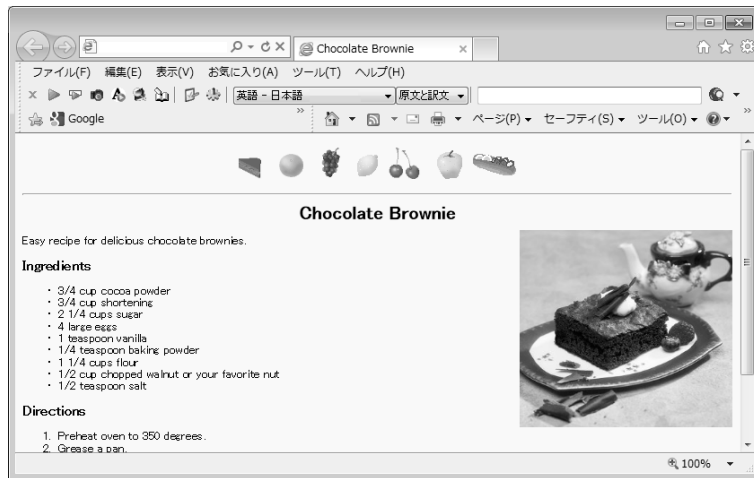 Chocolate Brownie
ファイル(F) 編集(E) 表示(V) お気に入り(A) ツール(T) ヘルプ(H)
英語 - 日本語 原文と訳文
Google ページ(P) セーフティ(S) ツール(O)
Chocolate Brownie
Easy recipe for delicious chocolate brownies.
Ingredients
・ 3/4 cup cocoa powder
・ 3/4 cup shortening
・ 2 1/4 cups sugar
・ 4 large eggs
・ 1 teaspoon vanilla
・ 1/4 teaspoon baking powder
・ 1 1/4 cups flour
・ 1/2 cup chopped walnut or your favorite nut
・ 1/2 teaspoon salt
Directions
1. Preheat oven to 350 degrees.
2. Grease a pan.
100%